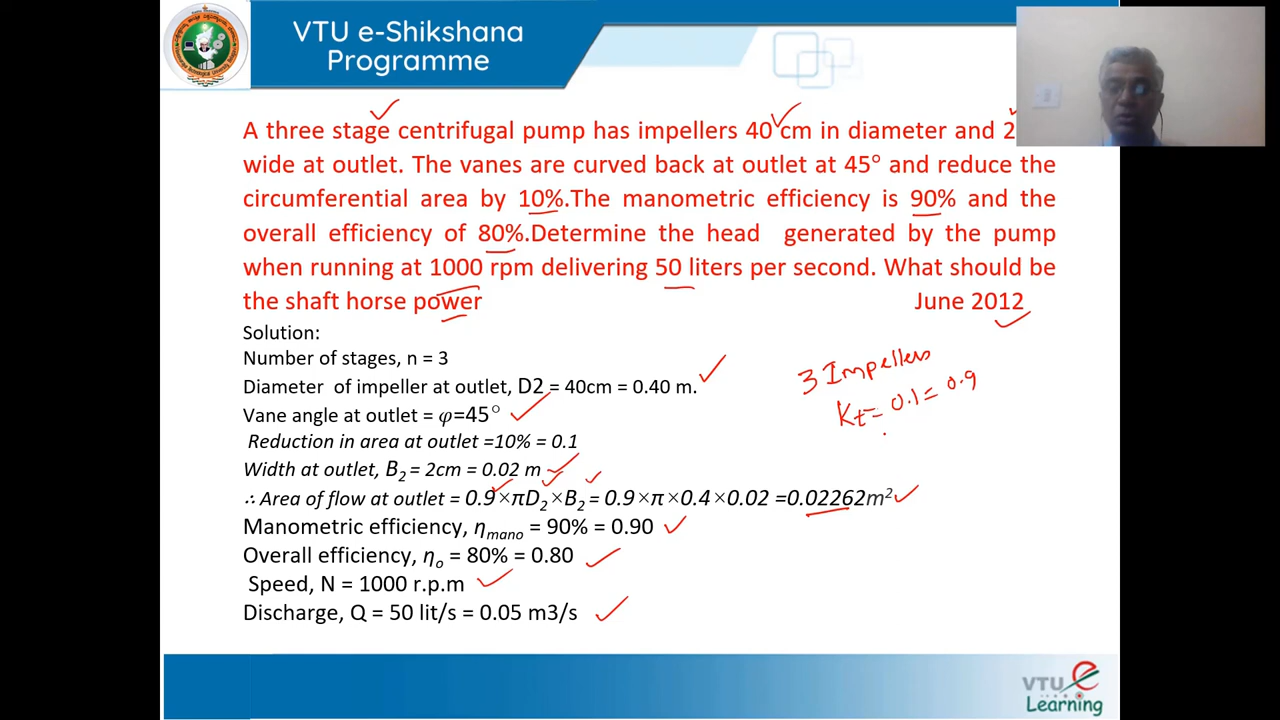 VTU e-Shikshana
Programme
A three stage centrifugal pump has impellers 40 cm in diameter and 2
wide at outlet. The vanes are curved back at outlet at 45° and reduce the
circumferential area by 10%.The manometric efficiency is 90% and the
overall efficiency of 80%.Determine the head generated by the pump
when running at 1000 rpm delivering 50 liters per second. What should be
the shaft horse power June 2012
Solution:
Number of stages, n = 3
Diameter of impeller at outlet, D2 = 40cm = 0.40 m.
Vane angle at outlet = φ=45°
Reduction in area at outlet =10% = 0.1
Width at outlet, B₂ = 2cm = 0.02 m
∴ Area of flow at outlet = 0.9×πD₂×B₂ = 0.9×π×0.4×0.02 =0.02262m²
Manometric efficiency, η_mano = 90% = 0.90
Overall efficiency, ηₒ = 80% = 0.80
Speed, N = 1000 r.p.m
Discharge, Q = 50 lit/s = 0.05 m3/s
3 Impellers
Kt = 0.1 = 0.9
VTU e
Learning